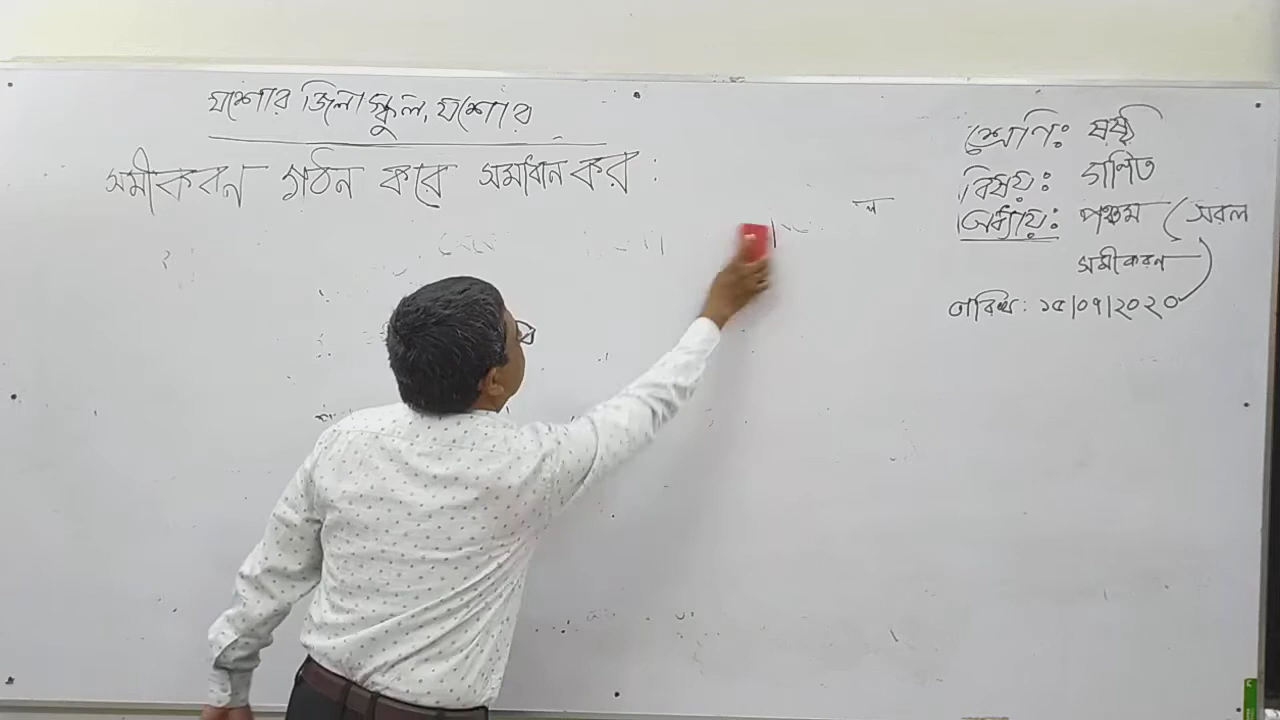 যশোর জিলা স্কুল, যশোর
সমীকরণ গঠন করে সমাধান কর :
শ্রেণি: ষষ্ঠ
বিষয়: গণিত
অধ্যায়: পঞ্চম (সরল
সমীকরণ)
তারিখ: ১৫/০৭/২০২০